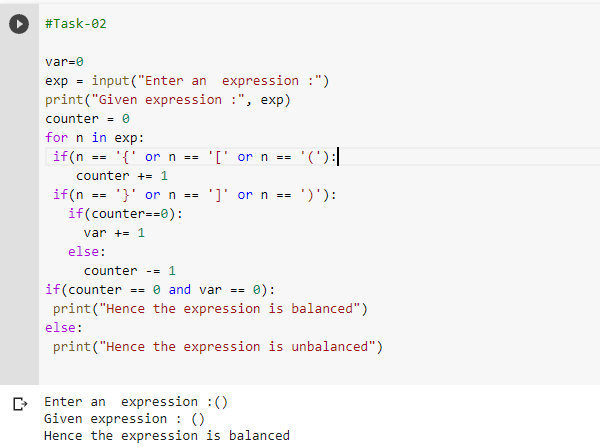 #Task-02
var=0
exp = input("Enter an  expression :")
print("Given expression :", exp)
counter = 0
for n in exp:
 if(n == '{' or n == '[' or n == '('):
    counter += 1
 if(n == '}' or n == ']' or n == ')'):
   if(counter==0):
     var += 1
   else:
     counter -= 1
if(counter == 0 and var == 0):
 print("Hence the expression is balanced")
else:
 print("Hence the expression is unbalanced")
Enter an  expression :()
Given expression : ()
Hence the expression is balanced